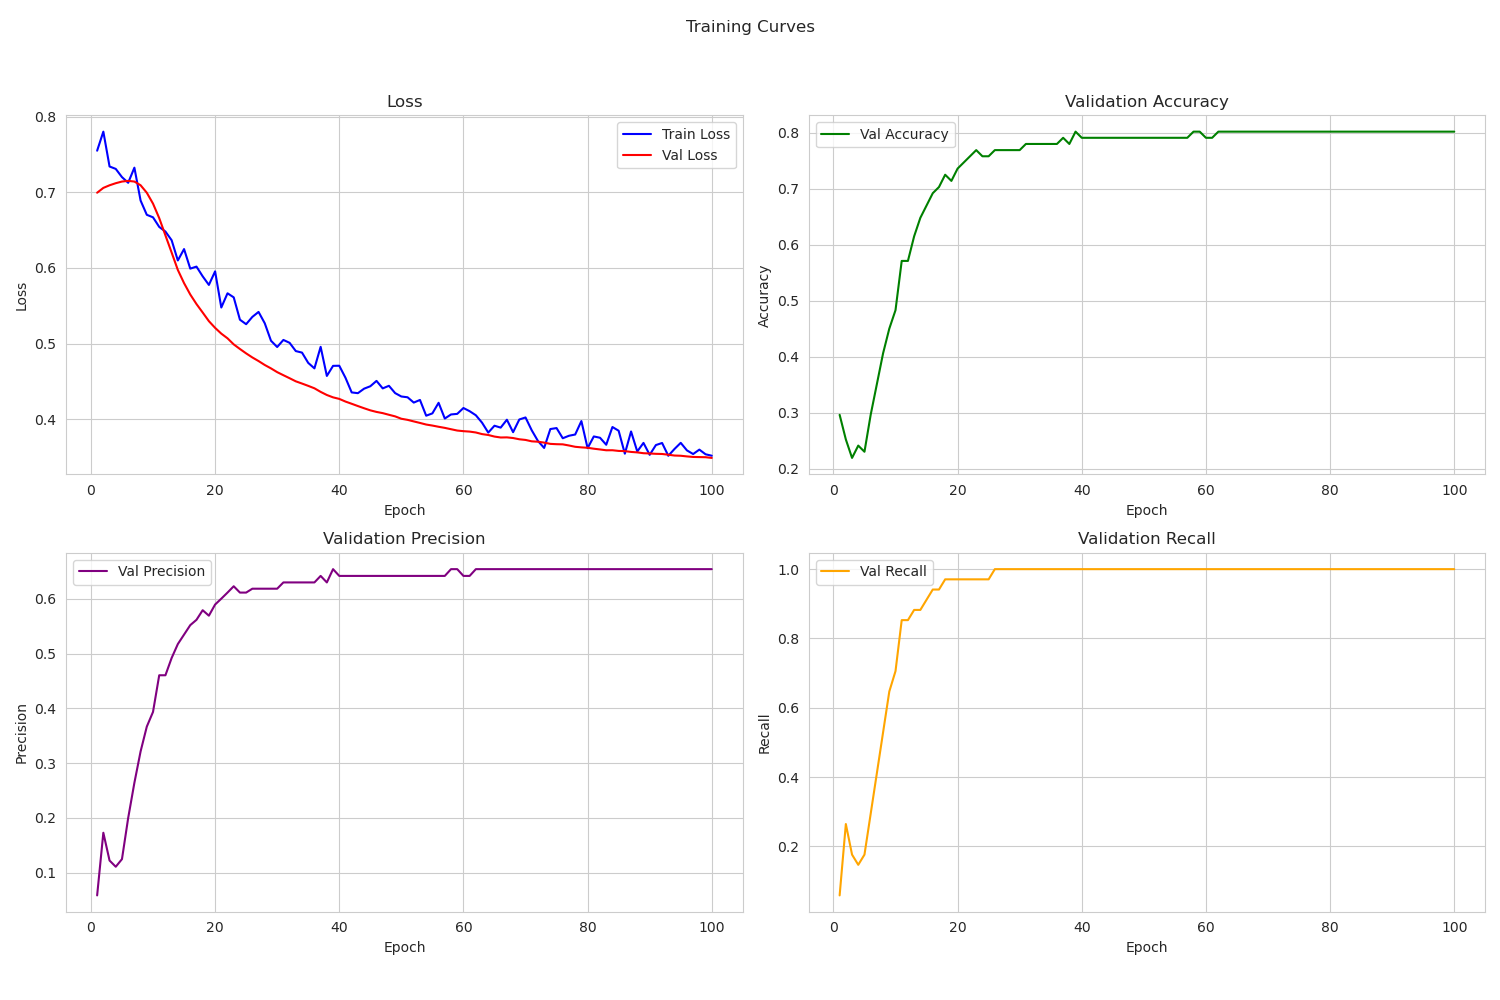 Training Curves
Loss
0.8
0.7
0.6
0.5
0.4
Loss
Train Loss
Val Loss
0 20 40 60 80 100
Epoch
Validation Accuracy
0.8
0.7
0.6
0.5
0.4
0.3
0.2
Accuracy
Val Accuracy
0 20 40 60 80 100
Epoch
Validation Precision
0.6
0.5
0.4
0.3
0.2
0.1
Precision
Val Precision
0 20 40 60 80 100
Epoch
Validation Recall
1.0
0.8
0.6
0.4
0.2
Recall
Val Recall
0 20 40 60 80 100
Epoch